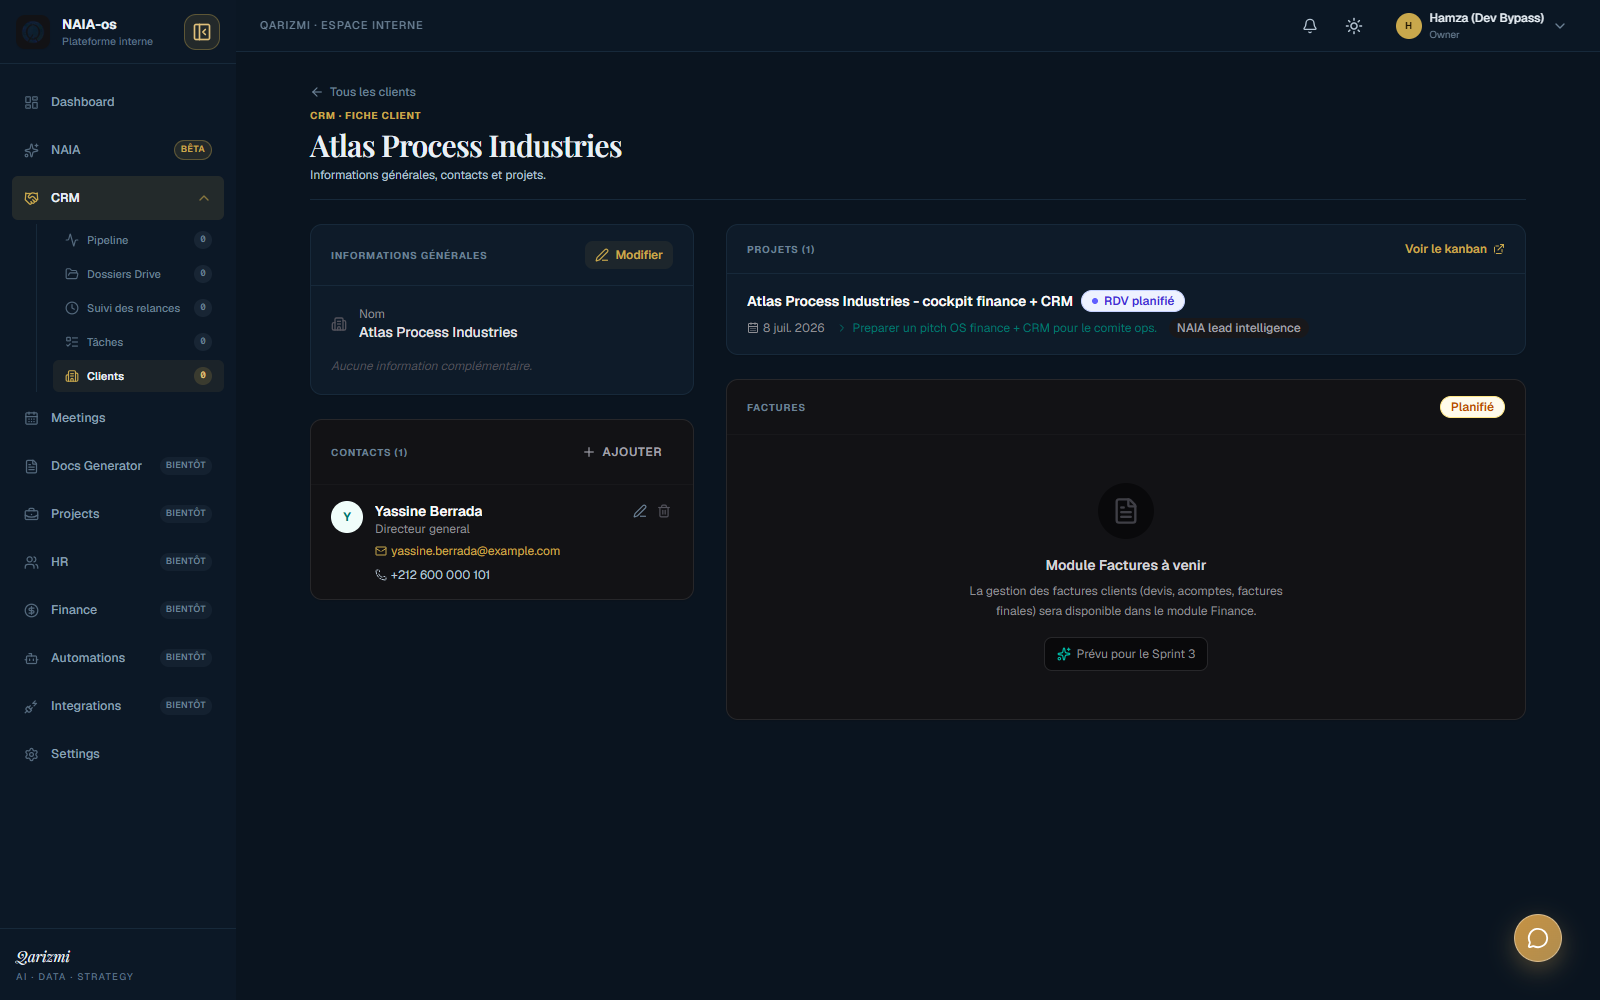 NAIA-os
Plateforme interne
QARIZMI · ESPACE INTERNE
H
Hamza (Dev Bypass)
Owner
Dashboard
NAIA
BÊTA
CRM
Pipeline
0
Dossiers Drive
0
Suivi des relances
0
Tâches
0
Clients
0
Meetings
Docs Generator
BIENTÔT
Projects
BIENTÔT
HR
BIENTÔT
Finance
BIENTÔT
Automations
BIENTÔT
Integrations
BIENTÔT
Settings
Qarizmi
AI · DATA · STRATEGY
Tous les clients
CRM · FICHE CLIENT
Atlas Process Industries
Informations générales, contacts et projets.
INFORMATIONS GÉNÉRALES
Modifier
Nom
Atlas Process Industries
Aucune information complémentaire.
CONTACTS (1)
AJOUTER
Y
Yassine Berrada
Directeur general
yassine.berrada@example.com
+212 600 000 101
PROJETS (1)
Voir le kanban
Atlas Process Industries - cockpit finance + CRM
RDV planifié
8 juil. 2026
Preparer un pitch OS finance + CRM pour le comite ops.
NAIA lead intelligence
FACTURES
Planifié
Module Factures à venir
La gestion des factures clients (devis, acomptes, factures
finales) sera disponible dans le module Finance.
Prévu pour le Sprint 3